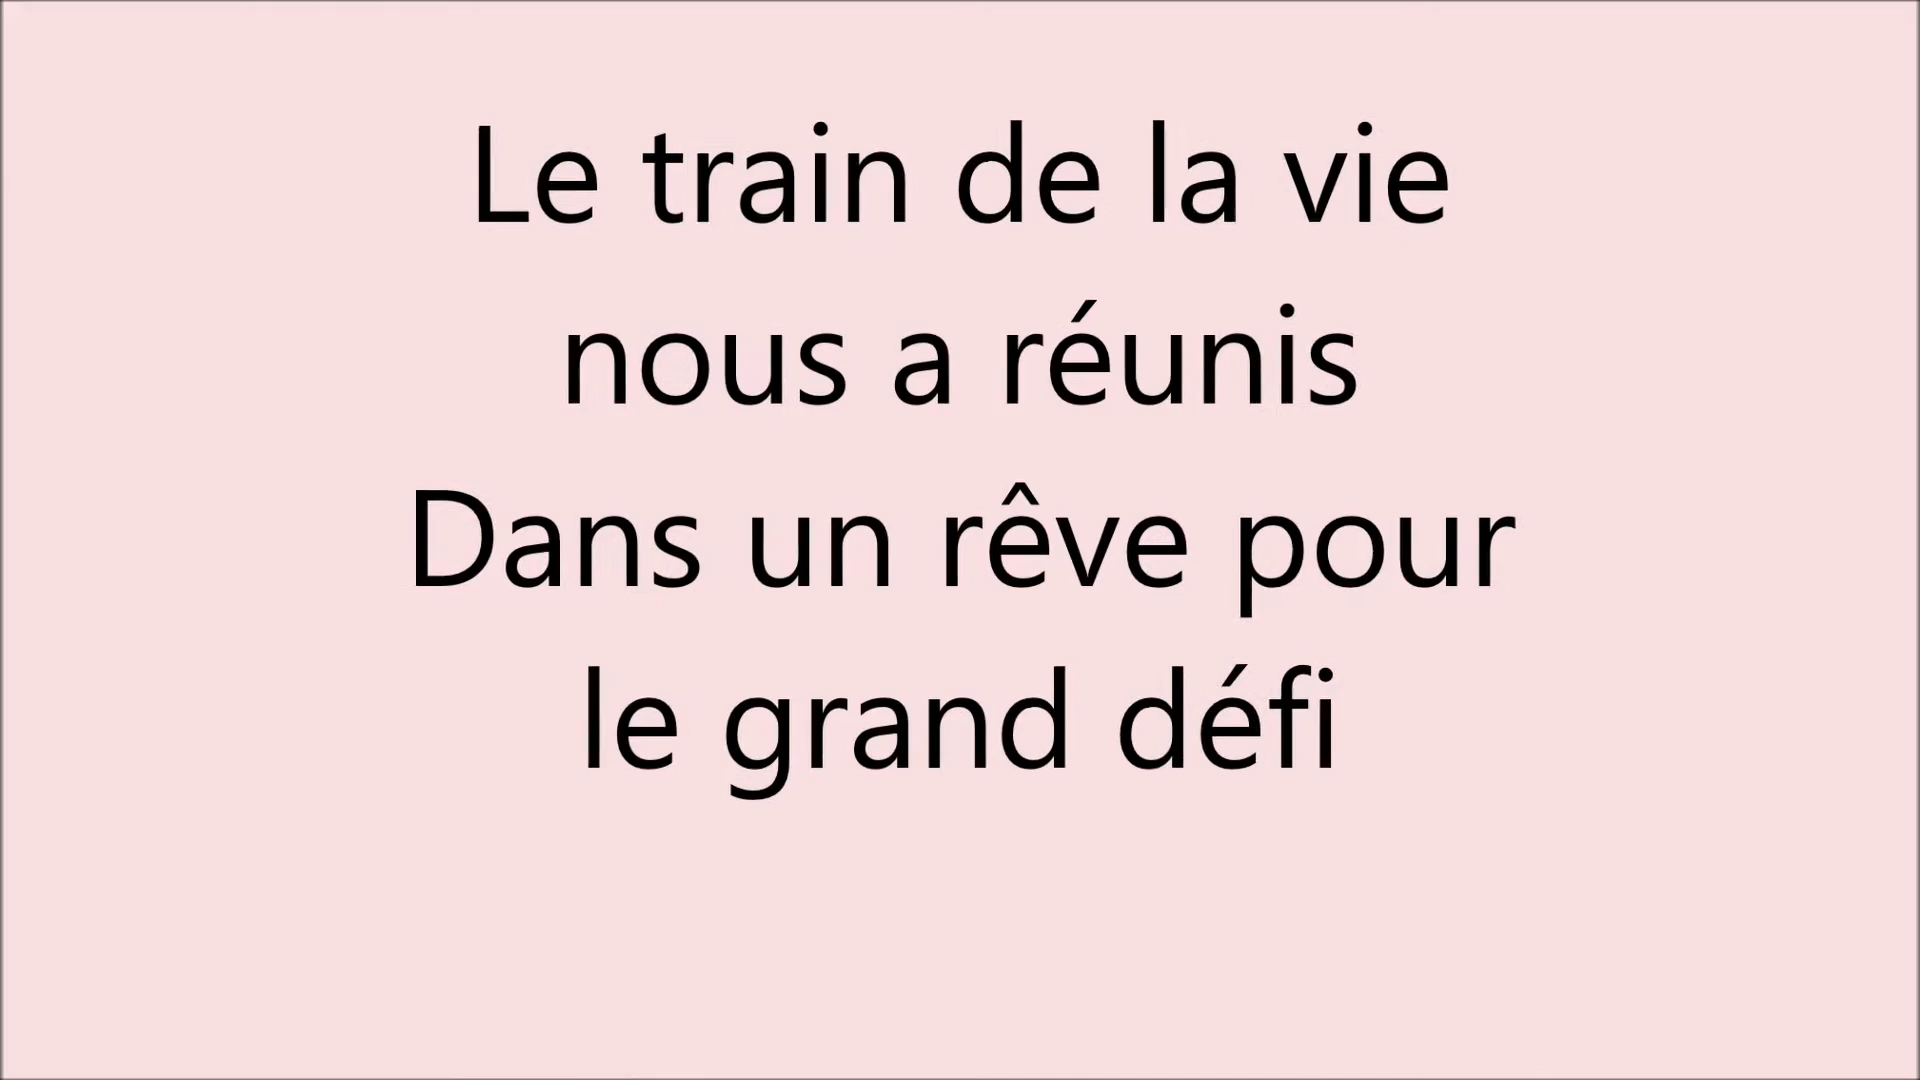 Le train de la vie
nous a réunis
Dans un rêve pour
le grand défi